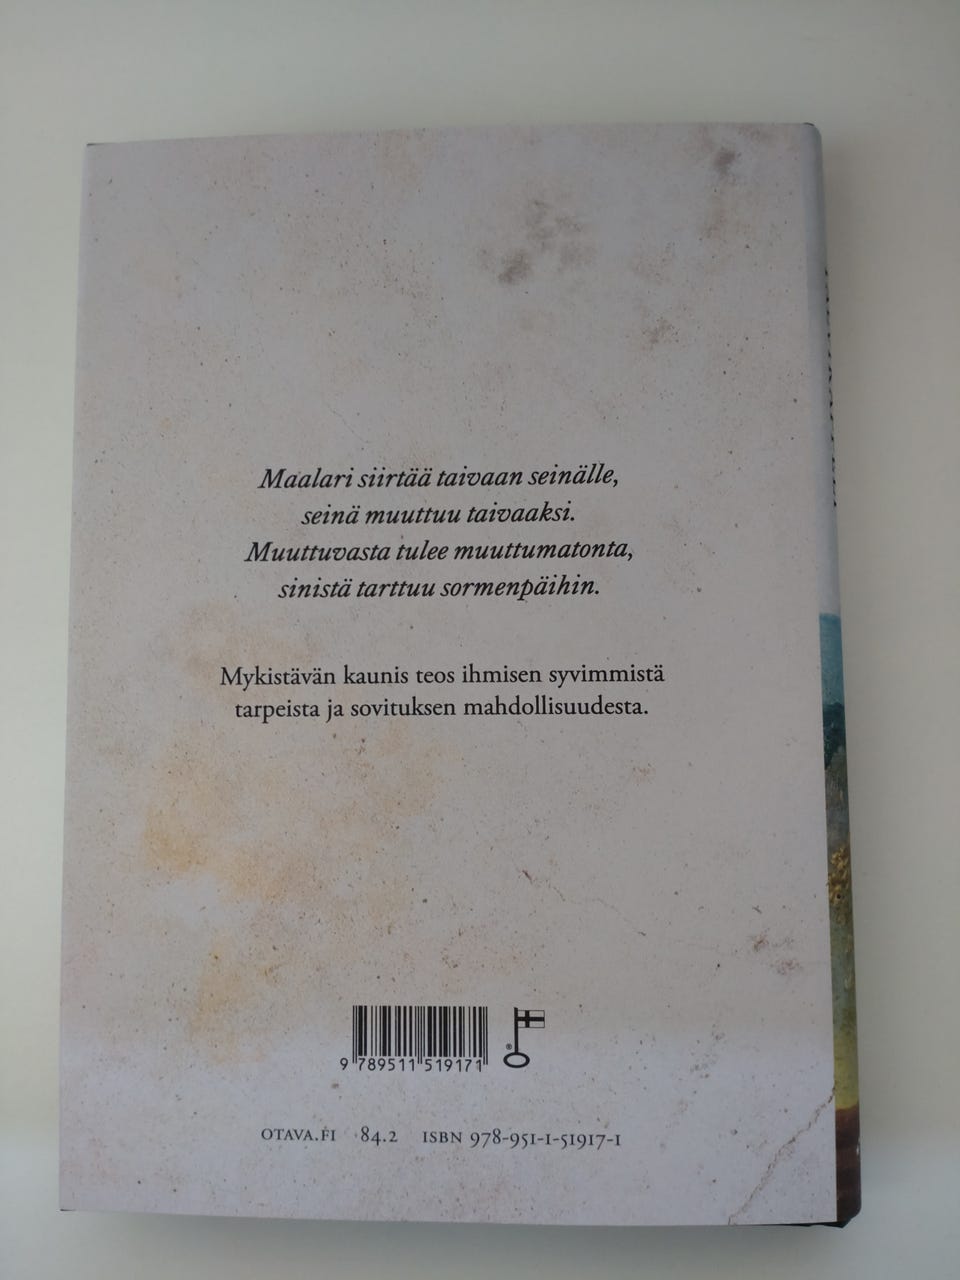 Maalari siirtää taivaan seinälle,
seinä muuttuu taivaaksi.
Muuttuvasta tulee muuttumatonta,
sinistä tarttuu sormenpäihin.
Mykistävän kaunis teos ihmisen syvimmistä
tarpeista ja sovituksen mahdollisuudesta.
9 789511 519171
OTAVA.FI 84.2 ISBN 978-951-1-51917-1